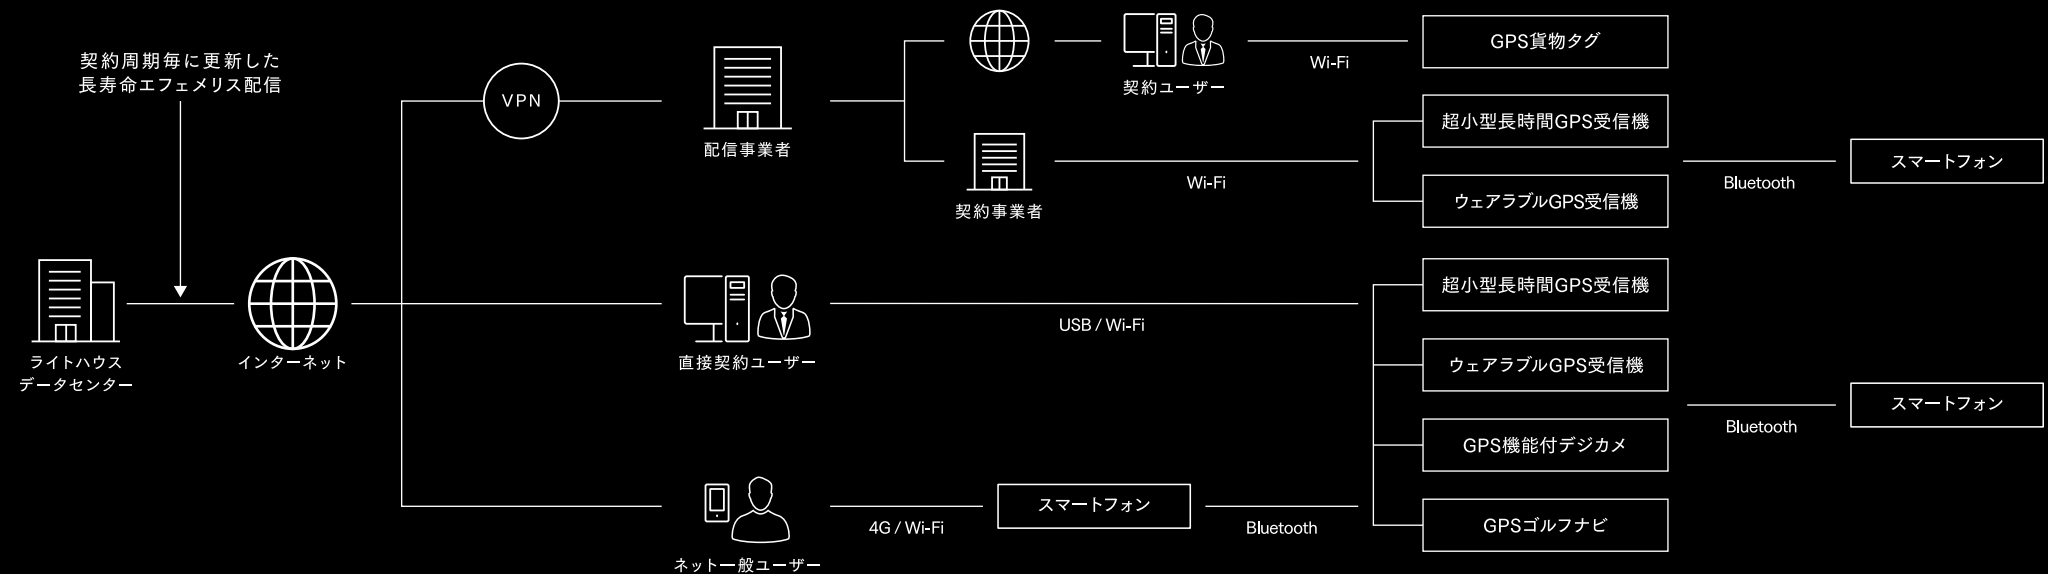 契約周期毎に更新した
長寿命エフェメリス配信
ライトハウス
データセンター
インターネット
VPN
配信事業者
契約ユーザー
Wi-Fi
GPS貨物タグ
契約事業者
Wi-Fi
超小型長時間GPS受信機
ウェアラブルGPS受信機
Bluetooth
スマートフォン
直接契約ユーザー
USB / Wi-Fi
ネット一般ユーザー
4G / Wi-Fi
スマートフォン
Bluetooth
超小型長時間GPS受信機
ウェアラブルGPS受信機
GPS機能付デジカメ
GPSゴルフナビ
Bluetooth
スマートフォン